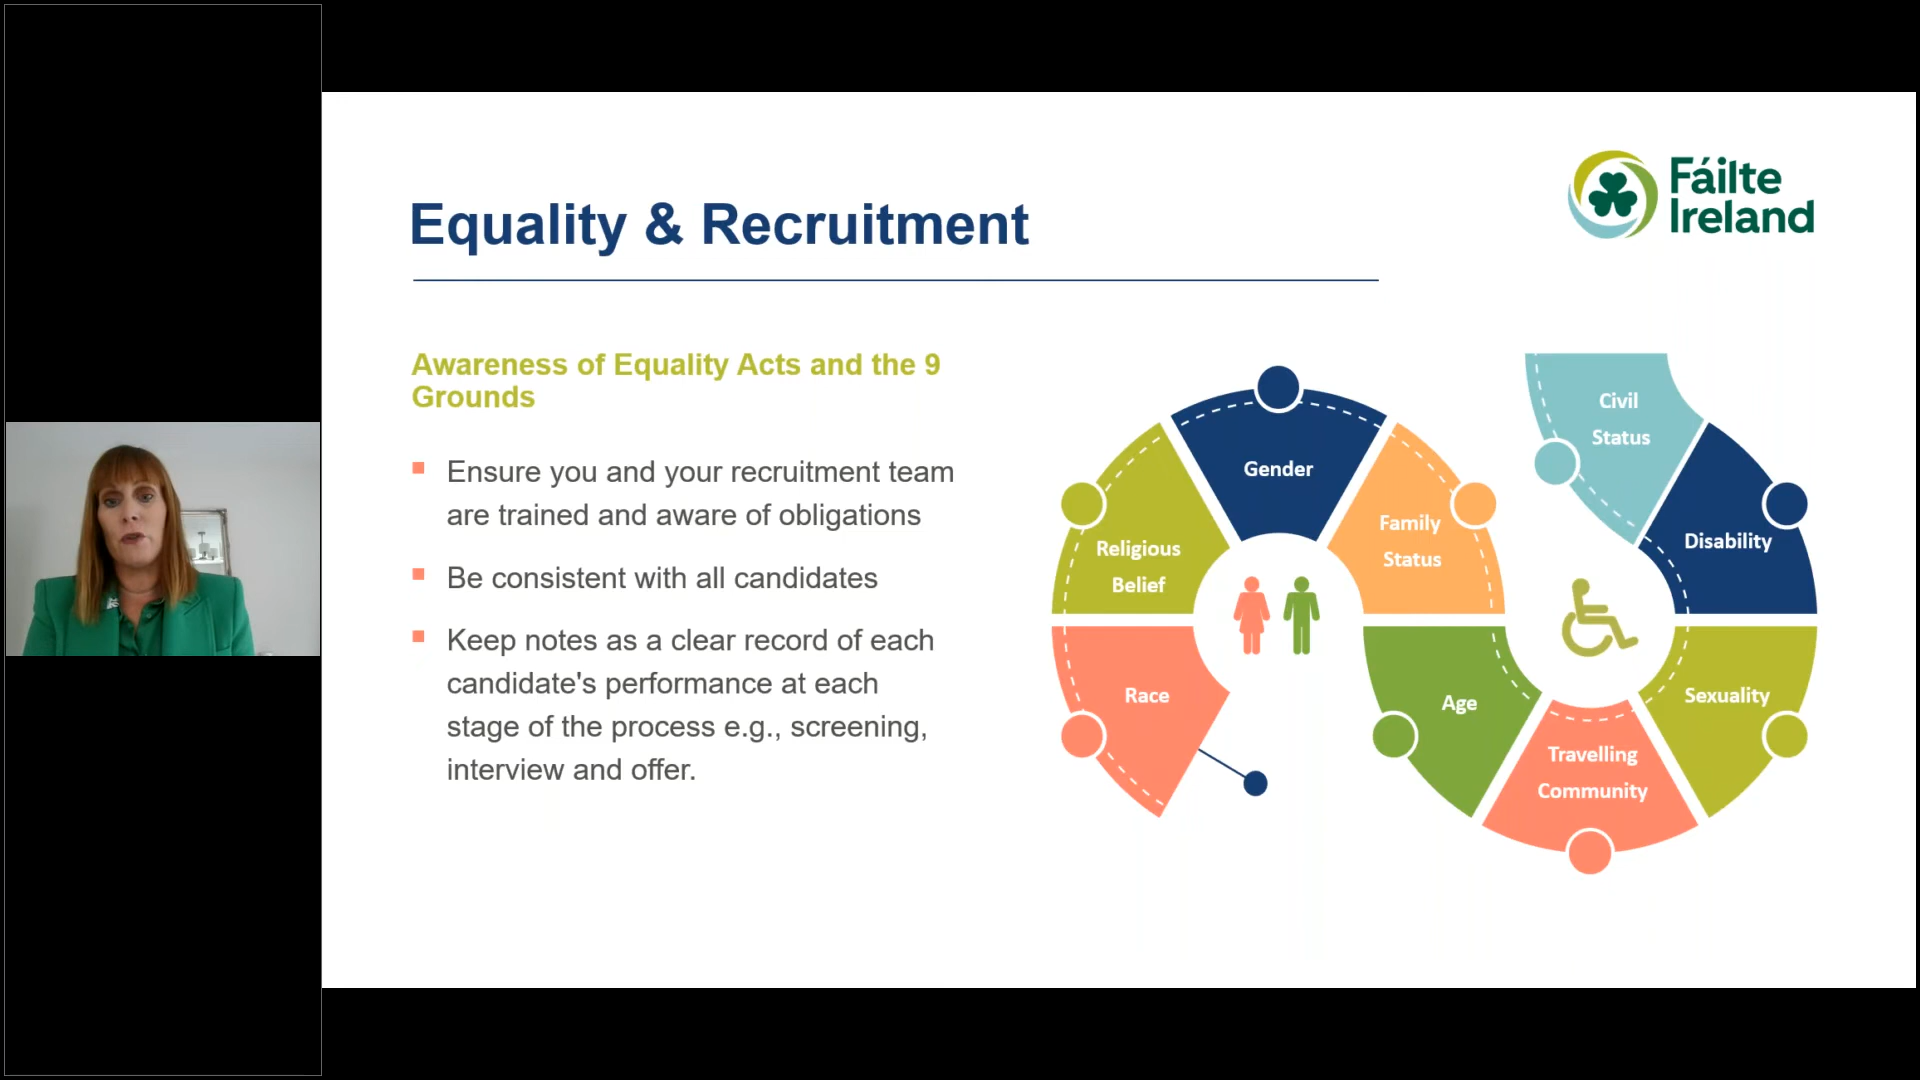 Fáilte
Ireland
Equality & Recruitment
Awareness of Equality Acts and the 9
Grounds
Ensure you and your recruitment team
are trained and aware of obligations
Be consistent with all candidates
Keep notes as a clear record of each
candidate's performance at each
stage of the process e.g., screening,
interview and offer.
Race
Religious
Belief
Gender
Family
Status
Age
Travelling
Community
Sexuality
Disability
Civil
Status